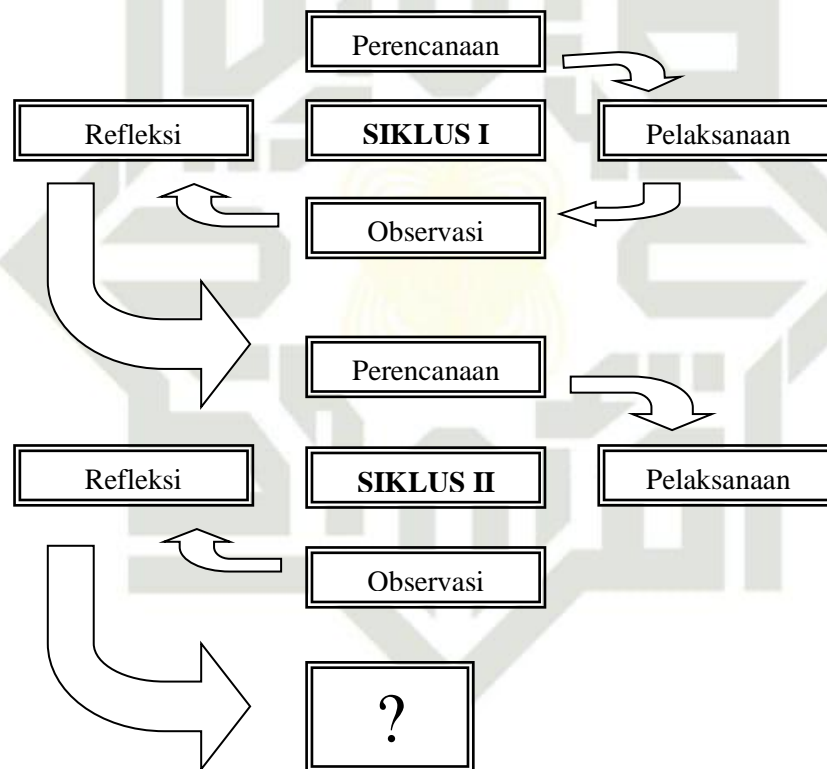 Perencanaan
Refleksi
SIKLUS I
Pelaksanaan
Observasi
Perencanaan
Refleksi
SIKLUS II
Pelaksanaan
Observasi
?